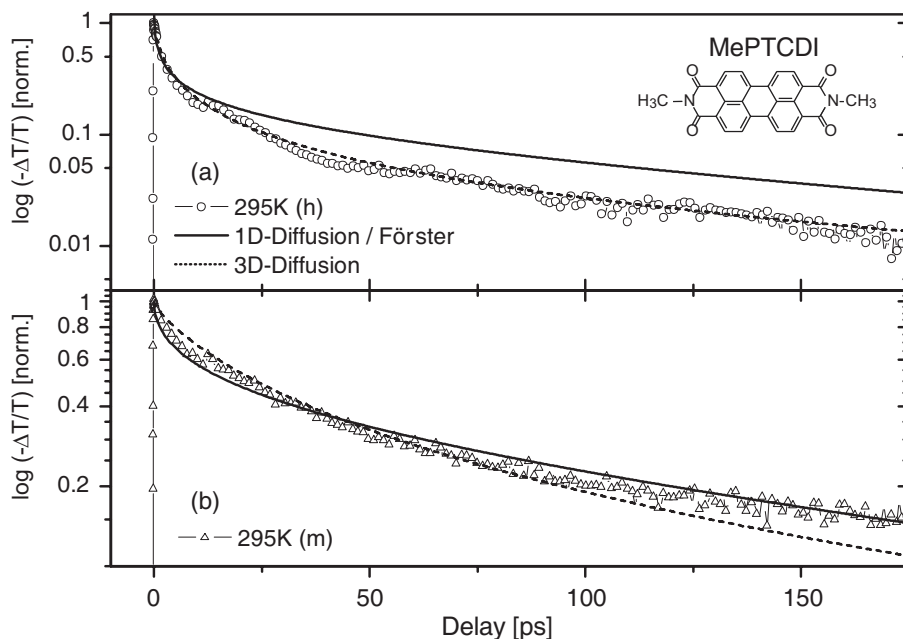 log (-ΔT/T) [norm.]
1
0.5
0.1
0.05
0.01
MePTCDI
O
O
H3C
N
N
CH3
O
O
(a)
295K (h)
1D-Diffusion / Förster
3D-Diffusion
log (-ΔT/T) [norm.]
1
0.8
0.6
0.4
0.2
(b)
295K (m)
0
50
100
150
Delay [ps]